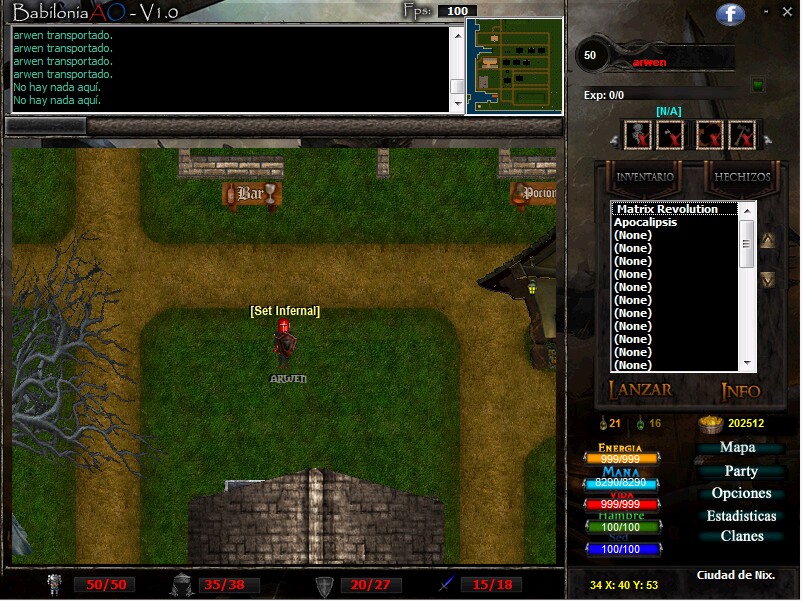 BabiloniaAO - V1.0
Fps: 100
arwen transportado.
arwen transportado.
arwen transportado.
arwen transportado.
No hay nada aquí.
No hay nada aquí.
50
arwen
Exp: 0/0
[N/A]
INVENTARIO
HECHIZOS
Matrix Revolution
Apocalipsis
(None)
(None)
(None)
(None)
(None)
(None)
(None)
(None)
(None)
(None)
(None)
LANZAR
INFO
Bar
Pocion
[Set Infernal]
ARWEN
21
16
202512
ENERGIA
999/999
MANA
8290/8290
VIDA
999/999
Hambre
100/100
Sed
100/100
Mapa
Party
Opciones
Estadísticas
Clanes
50/50
35/38
20/27
15/18
34 X: 40 Y: 53
Ciudad de Nix.